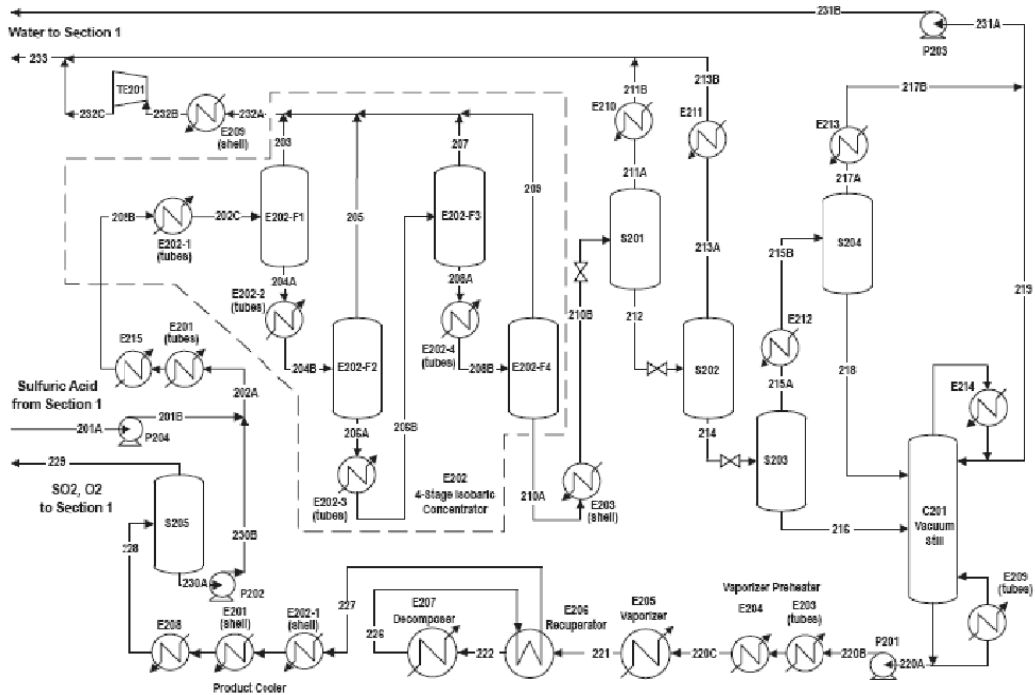 231B
Water to Section 1
231A
P203
233
213B
217B
TE201
211B
E210
E211
E213
232C
232B
232A
E209
(shell)
203
207
211A
217A
205
209
202C
E202-F1
E202-F3
S201
S204
E202-1
(tubes)
213A
215B
219
204A
208A
E202-2
(tubes)
210B
212
E212
E215
E201
(tubes)
E202-4
(tubes)
204B
E202-F2
208B
E202-F4
S202
218
202A
215A
E214
Sulfuric Acid
from Section 1
201B
201A
P204
206A
206B
214
S203
229
SO2, O2
to Section 1
E202
4-Stage Isobaric
Concentrator
E202-3
(tubes)
210A
E203
(shell)
C201
Vacuum
Still
S205
230B
216
228
230A
P202
227
E209
(tubes)
E207
Decomposer
E206
Recuperator
E205
Vaporizer
Vaporizer Preheater
E208
E201
(shell)
E202-1
(shell)
226
E204
E203
(tubes)
P201
222
221
220C
220B
220A
Product Cooler